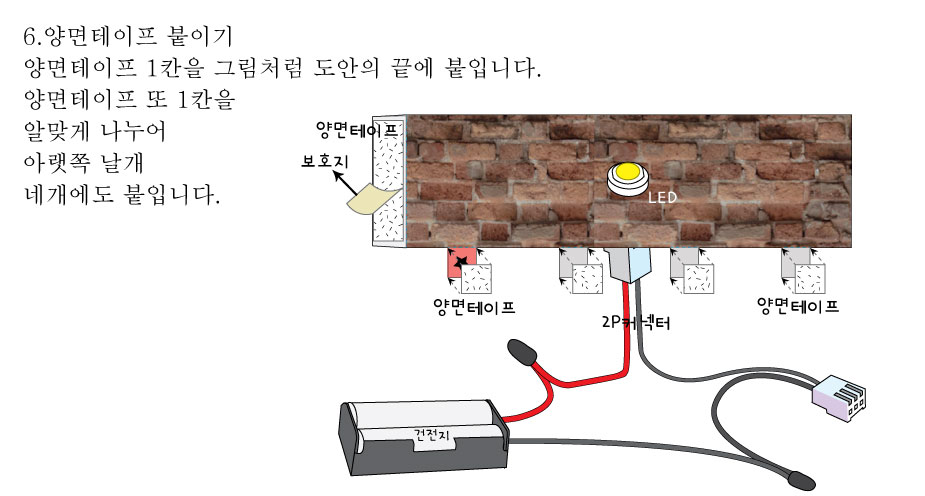 6.양면테이프 붙이기
양면테이프 1칸을 그림처럼 도안의 끝에 붙입니다.
양면테이프 또 1칸을
알맞게 나누어
아랫쪽 날개
네개에도 붙입니다.
양면테이프
보호지
LED
양면테이프
양면테이프
2P커넥터
건전지